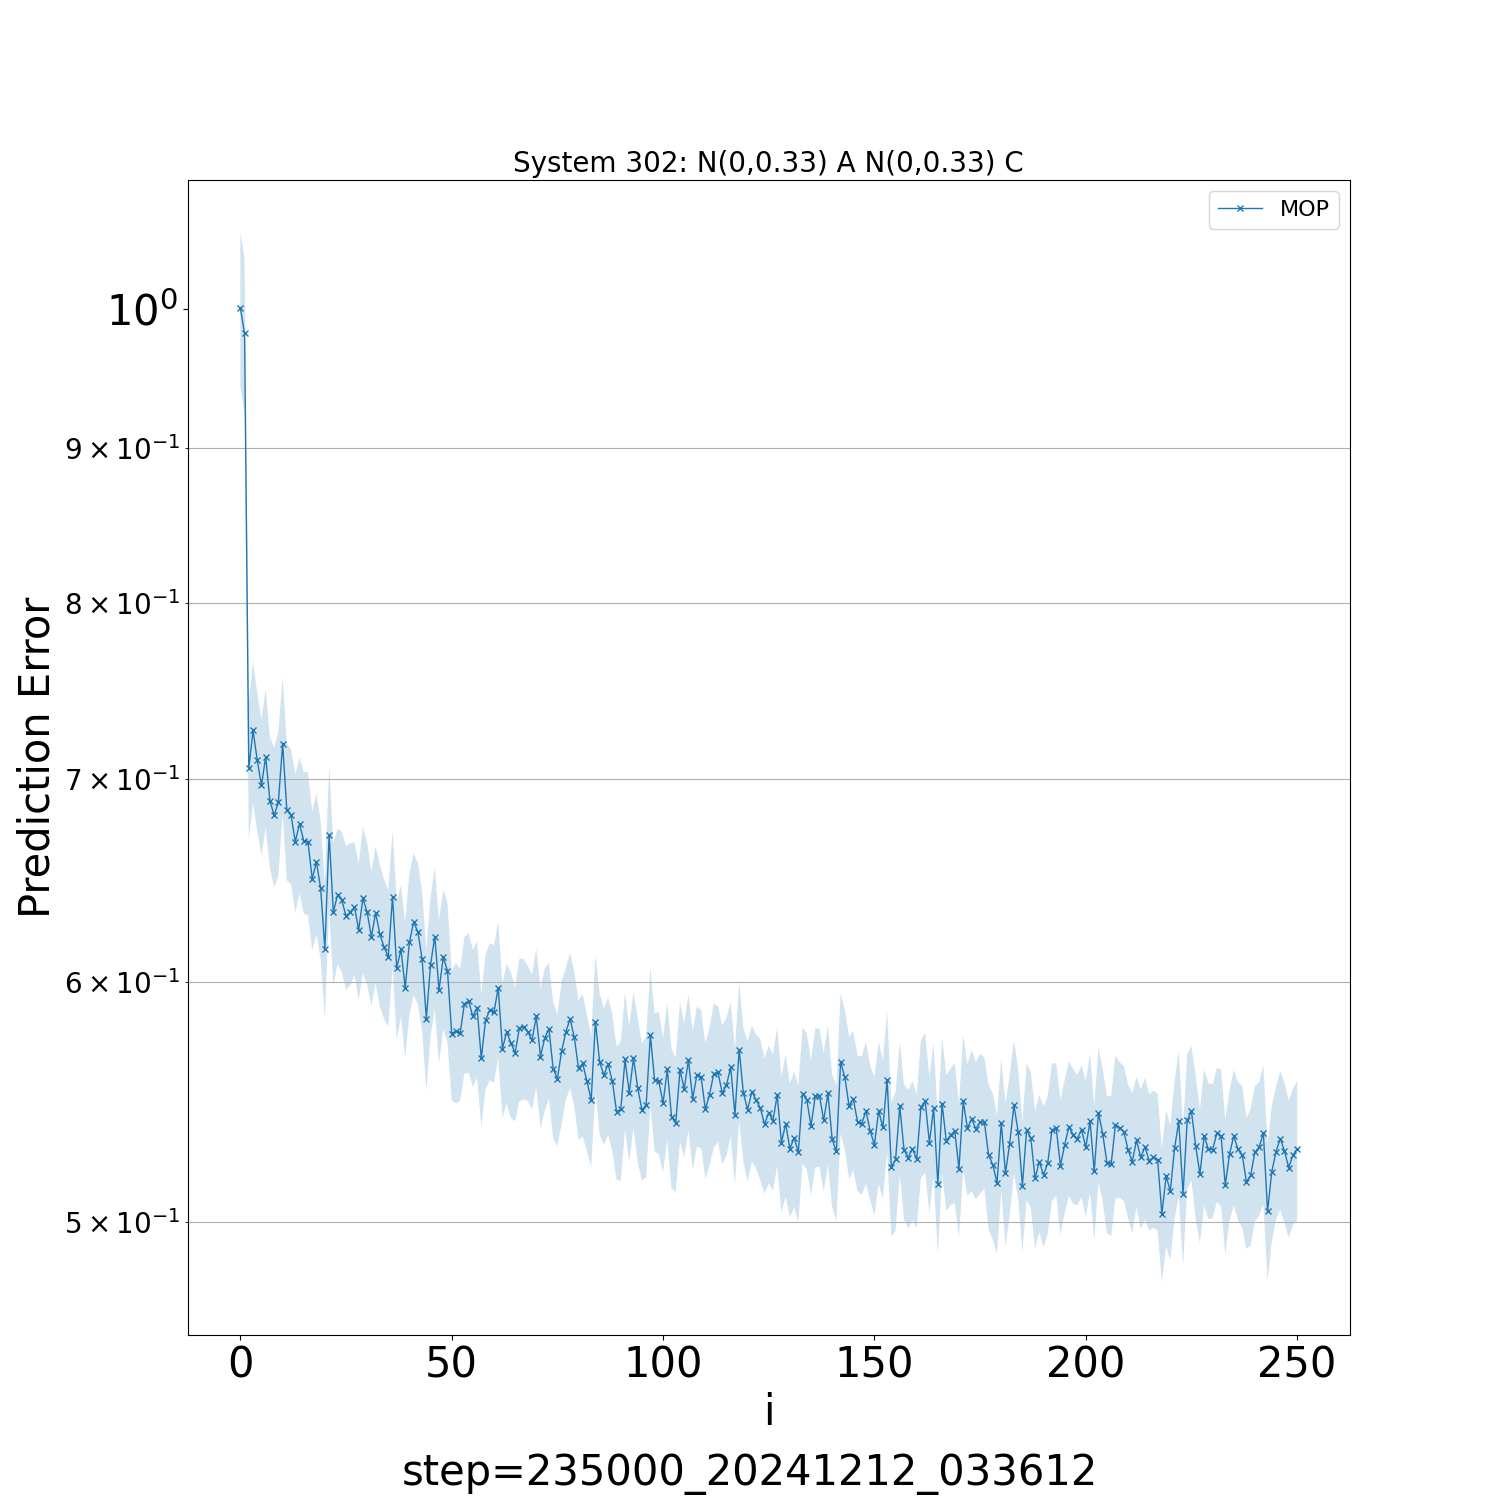 System 302: N(0,0.33) A N(0,0.33) C
MOP
10⁰
9 × 10⁻¹
8 × 10⁻¹
7 × 10⁻¹
6 × 10⁻¹
5 × 10⁻¹
Prediction Error
0 50 100 150 200 250
i
step=235000_20241212_033612